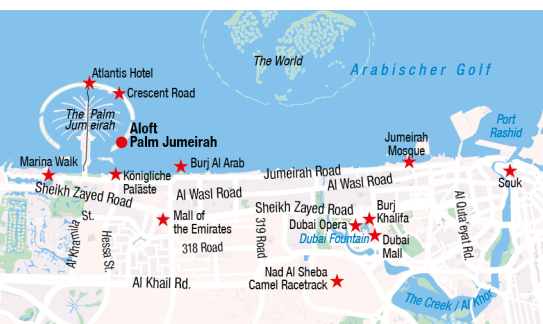 The World
Arabischer Golf
Atlantis Hotel
Crescent Road
The Palm
Jumeirah
Aloft
Palm Jumeirah
Port
Rashid
Jumeirah
Mosque
Marina Walk
Königliche
Paläste
Burj Al Arab
Jumeirah Road
Al Wasl Road
Al Wasl Road
Souk
Sheikh Zayed Road
Sheikh Zayed Road
Al Khamila
St.
Hessa St.
Mall of
the Emirates
318 Road
319 Road
Dubai Opera
Burj
Khalifa
Dubai Fountain
Dubai
Mall
Al Quta'eyat Rd.
Al Khail Rd.
Nad Al Sheba
Camel Racetrack
The Creek / Al Khor